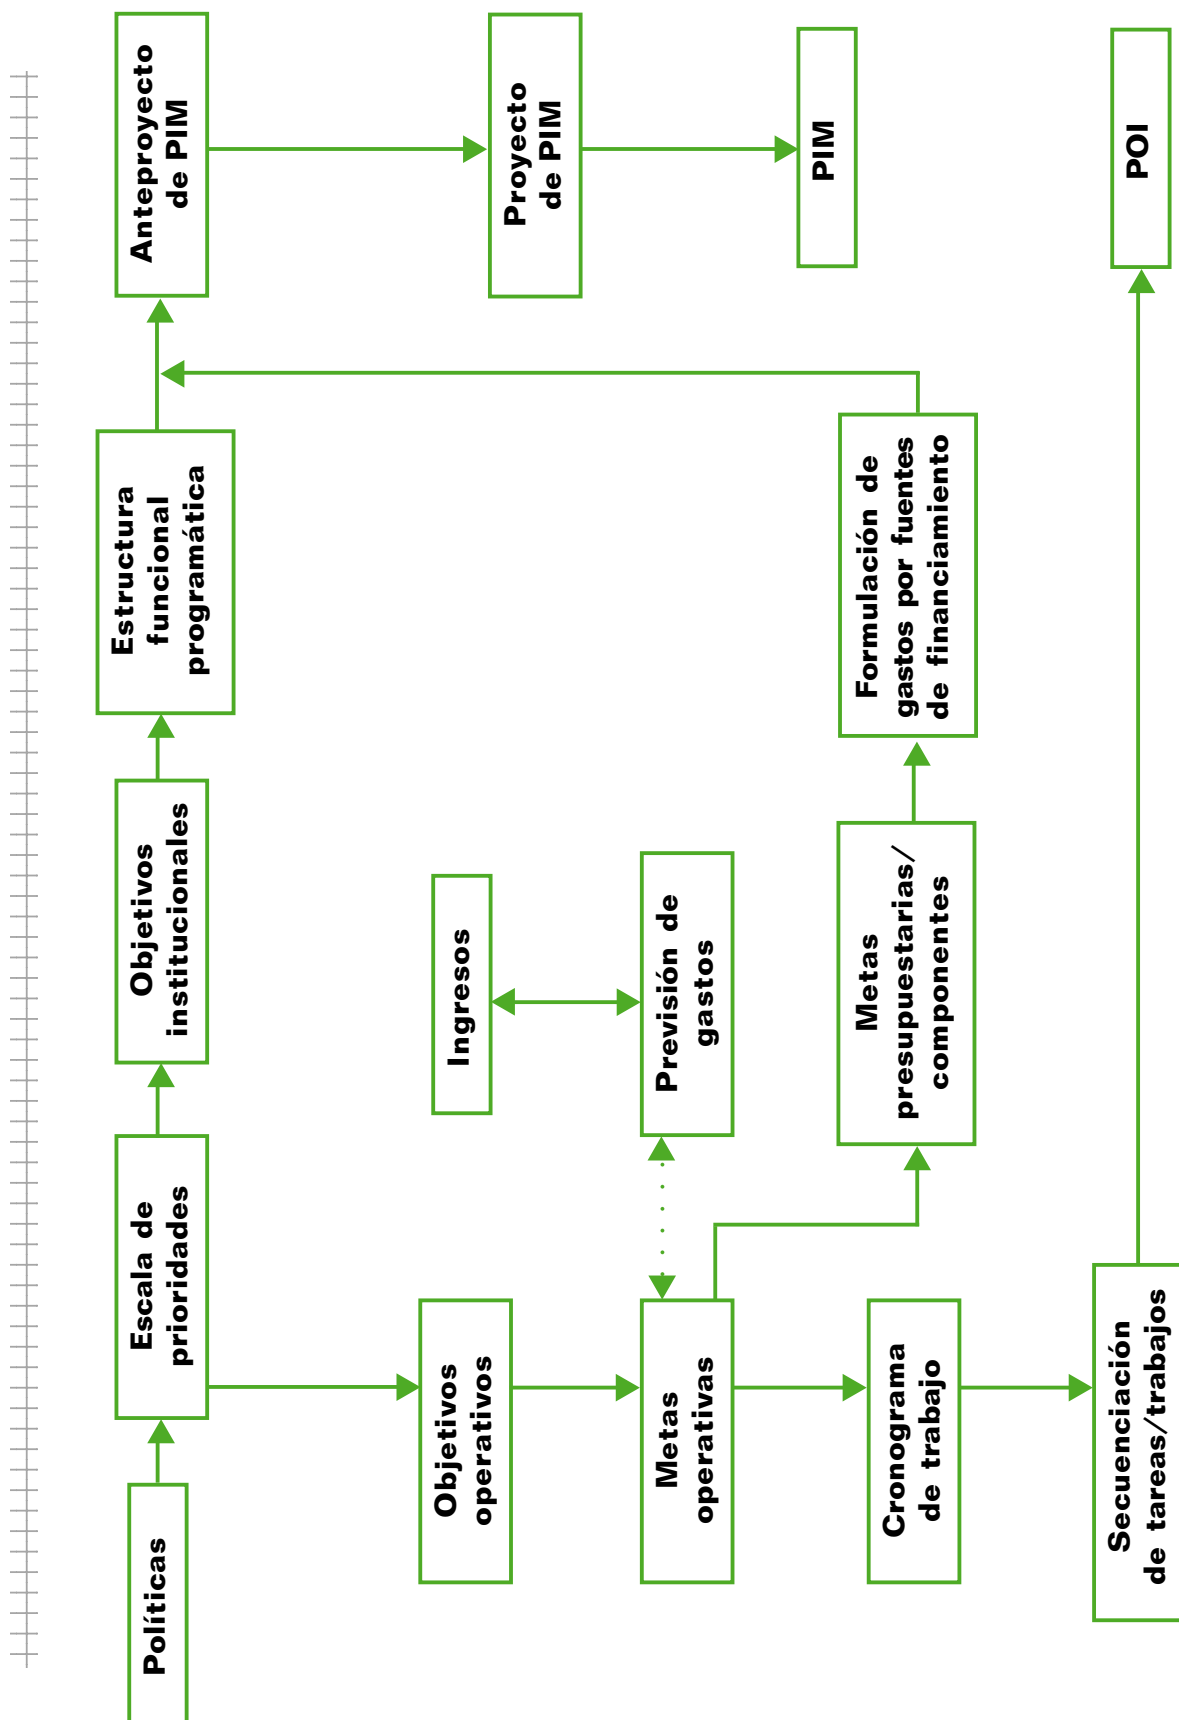 Políticas
Escala de
prioridades
Objetivos
institucionales
Estructura
funcional
programática
Anteproyecto
de PIM
Proyecto
de PIM
PIM
Objetivos
operativos
Ingresos
Metas
operativas
Previsión de
gastos
Cronograma
de trabajo
Metas
presupuestarias/
componentes
Formulación de
gastos por fuentes
de financiamiento
Secuenciación
de tareas/trabajos
POI